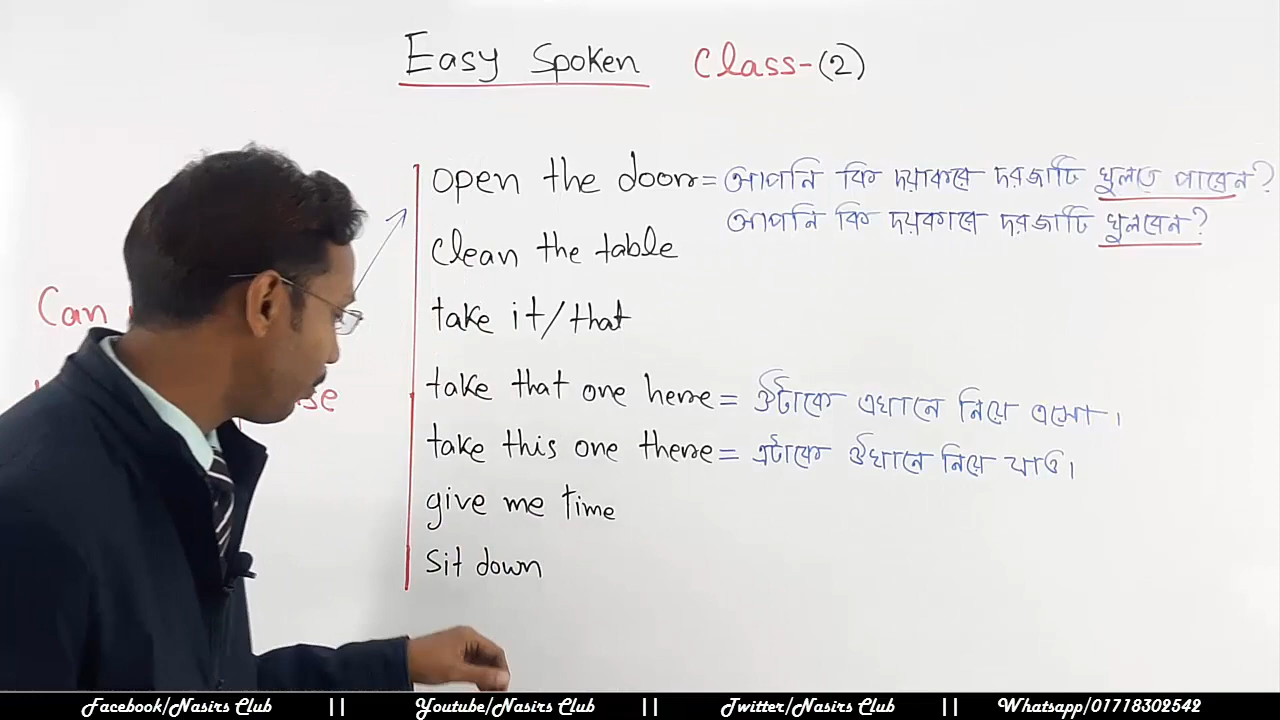 Easy Spoken Class-(2)
open the door = আপনি কি দয়াকরে দরজাটি খুলতে পারেন?
আপনি কি দয়াকরে দরজাটি খুলবেন?
clean the table
Can
take it/that
take that one here = ঔটাকে এখানে নিয়ে এসো।
take this one there = এটাকে ঔখানে নিয়ে যাও।
give me time
sit down
Facebook/Nasirs Club || Youtube/Nasirs Club || Twitter/Nasirs Club || Whatsapp/01718302542